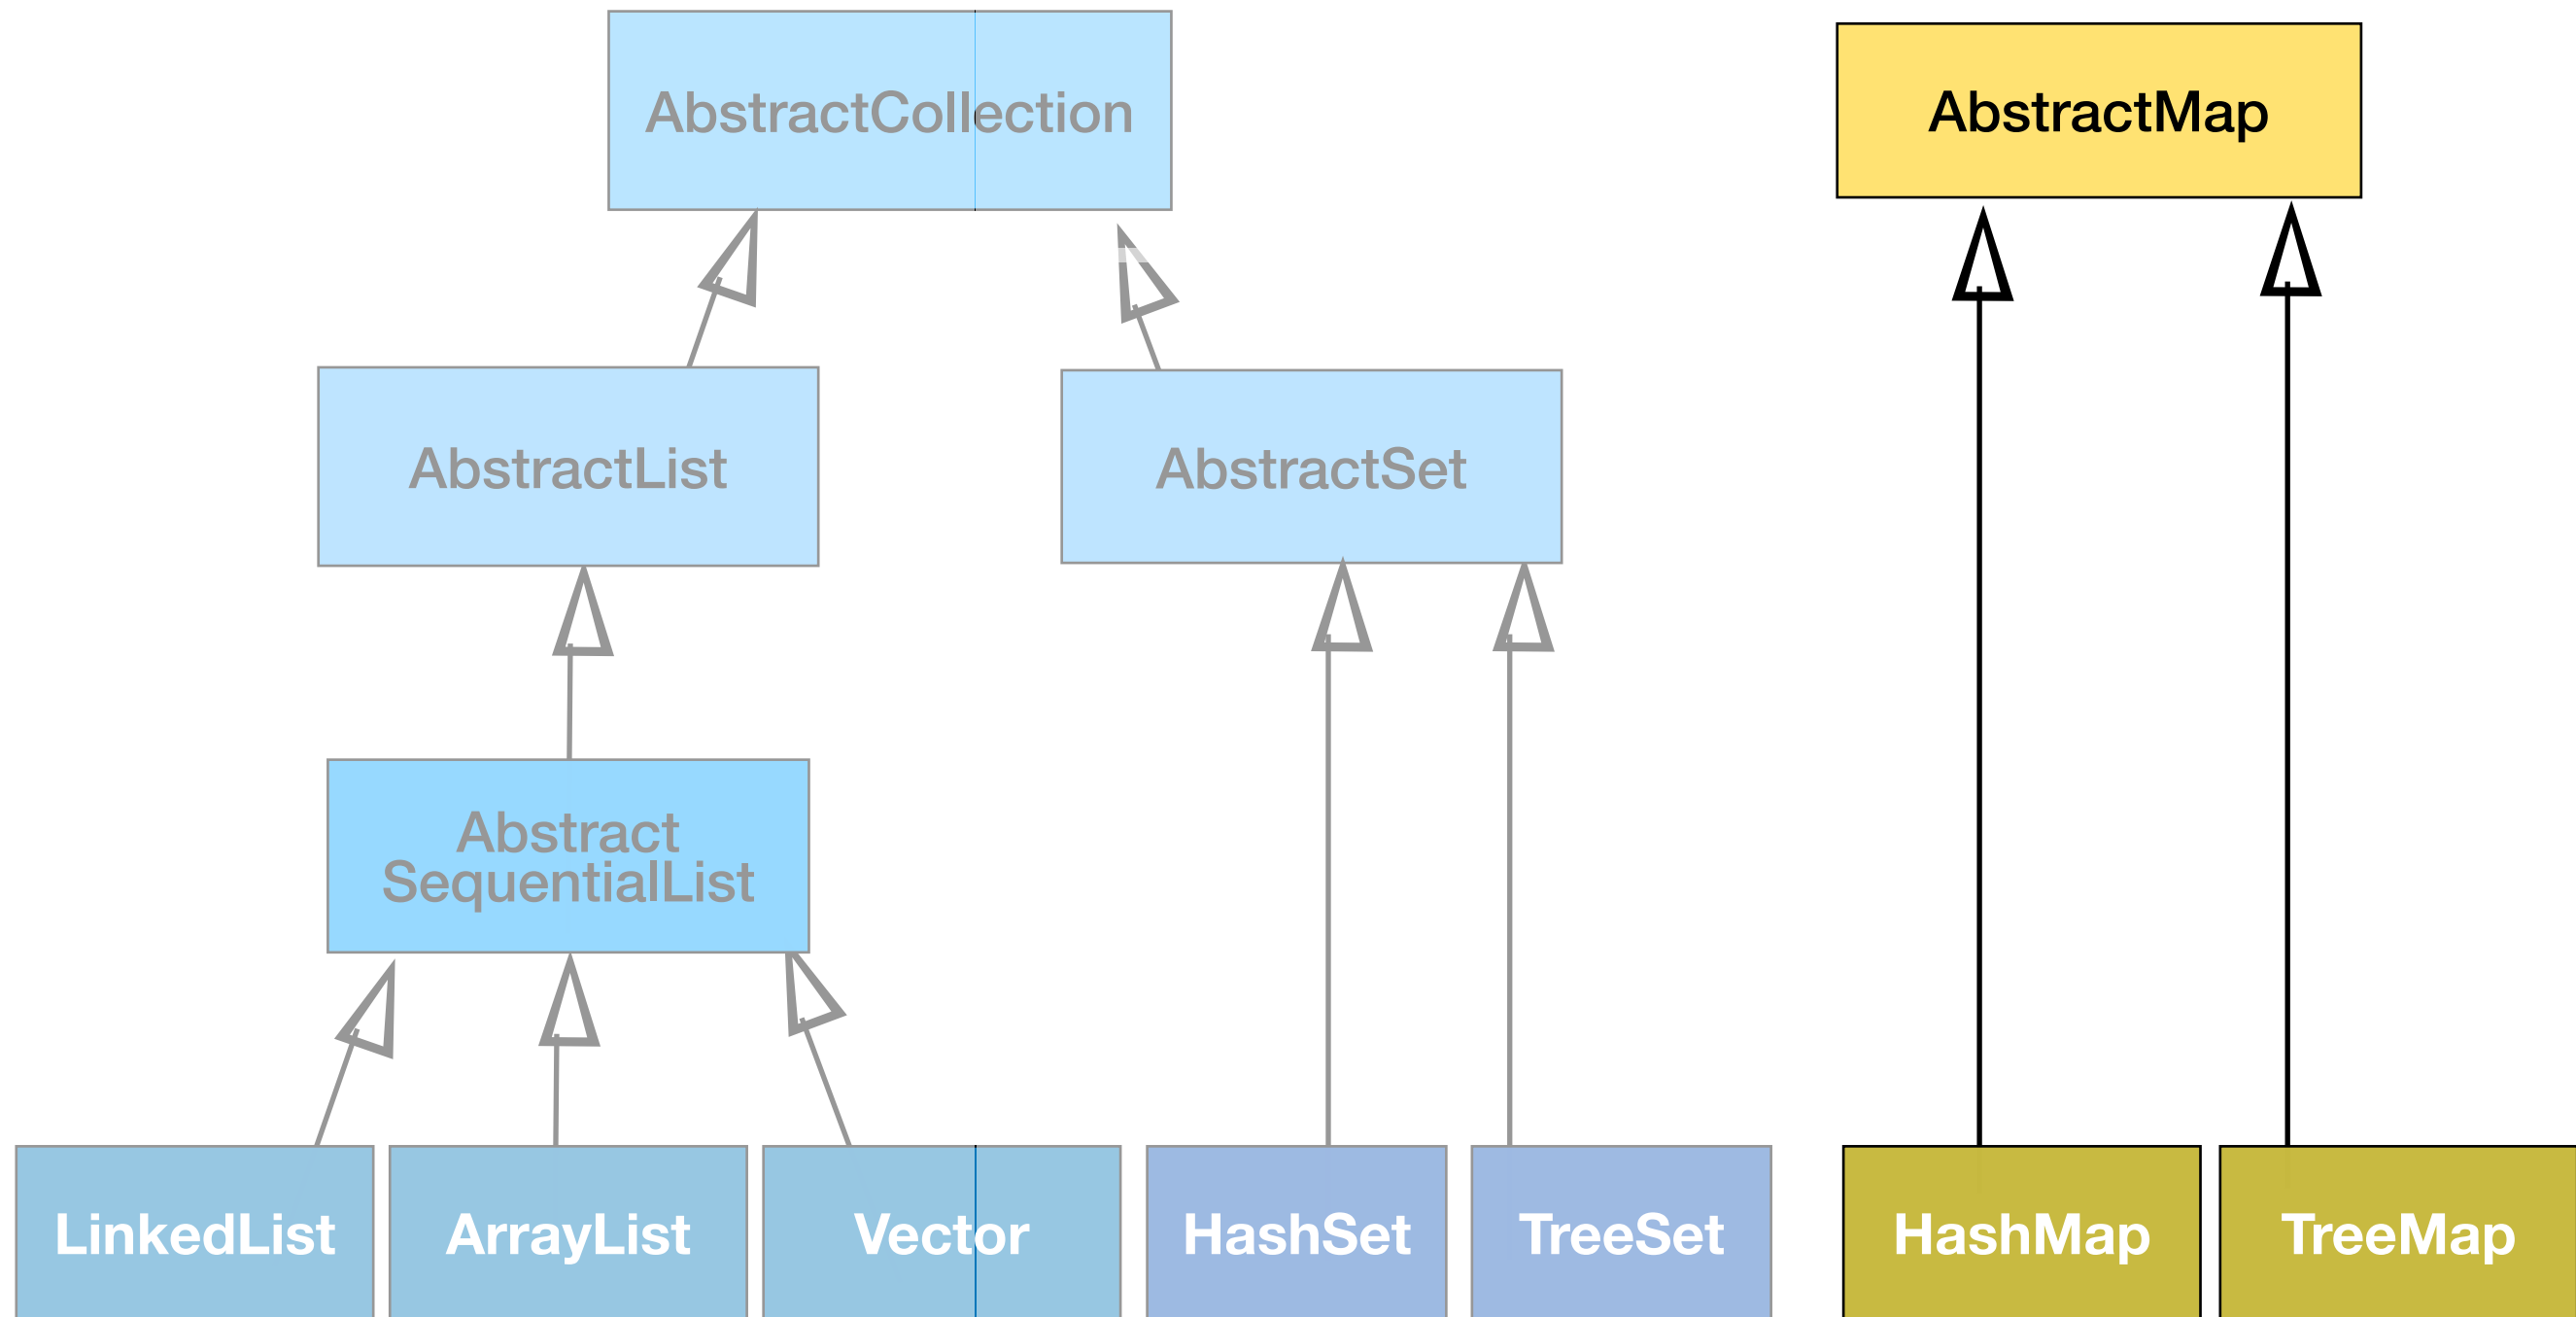 AbstractCollection
AbstractMap
AbstractList
AbstractSet
Abstract
SequentialList
LinkedList
ArrayList
Vector
HashSet
TreeSet
HashMap
TreeMap